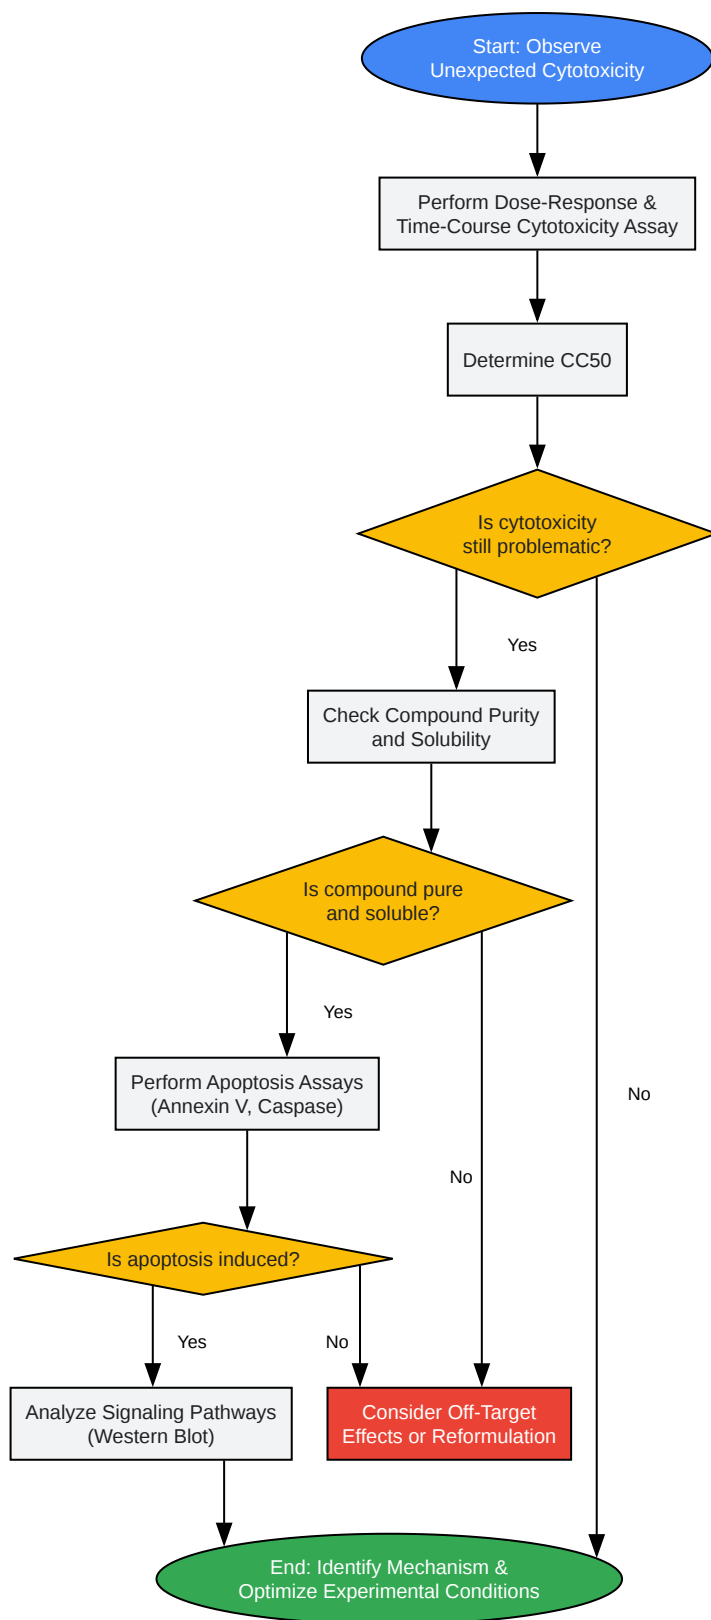 Start: Observe
Unexpected Cytotoxicity
Perform Dose-Response &
Time-Course Cytotoxicity Assay
Determine CC50
Is cytotoxicity
still problematic?
Yes
Check Compound Purity
and Solubility
Is compound pure
and soluble?
Yes
Perform Apoptosis Assays
(Annexin V, Caspase)
No
No
Is apoptosis induced?
Yes
No
Analyze Signaling Pathways
(Western Blot)
Consider Off-Target
Effects or Reformulation
End: Identify Mechanism &
Optimize Experimental Conditions